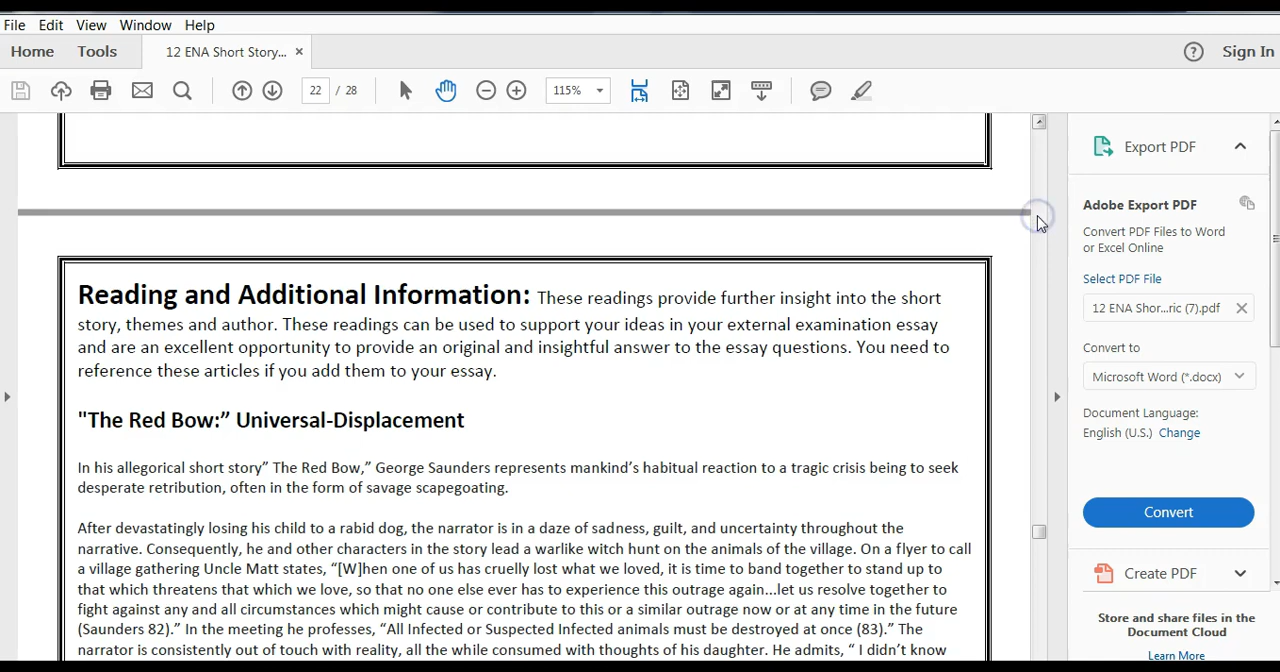 File Edit View Window Help
Home Tools 12 ENA Short Story... × Sign In
22 / 28 115%
Export PDF
Adobe Export PDF
Convert PDF Files to Word
or Excel Online
Select PDF File
12 ENA Shor...ric (7).pdf
Convert to
Microsoft Word (*.docx)
Document Language:
English (U.S.) Change
Convert
Create PDF
Store and share files in the
Document Cloud
Learn More
Reading and Additional Information: These readings provide further insight into the short
story, themes and author. These readings can be used to support your ideas in your external examination essay
and are an excellent opportunity to provide an original and insightful answer to the essay questions. You need to
reference these articles if you add them to your essay.
"The Red Bow:” Universal-Displacement
In his allegorical short story” The Red Bow,” George Saunders represents mankind’s habitual reaction to a tragic crisis being to seek
desperate retribution, often in the form of savage scapegoating.
After devastatingly losing his child to a rabid dog, the narrator is in a daze of sadness, guilt, and uncertainty throughout the
narrative. Consequently, he and other characters in the story lead a warlike witch hunt on the animals of the village. On a flyer to call
a village gathering Uncle Matt states, “[W]hen one of us has cruelly lost what we loved, it is time to band together to stand up to
that which threatens that which we love, so that no one else ever has to experience this outrage again...let us resolve together to
fight against any and all circumstances which might cause or contribute to this or a similar outrage now or at any time in the future
(Saunders 82).” In the meeting he professes, “All Infected or Suspected Infected animals must be destroyed at once (83).” The
narrator is consistently out of touch with reality, all the while consumed with thoughts of his daughter. He admits, “ I didn’t know